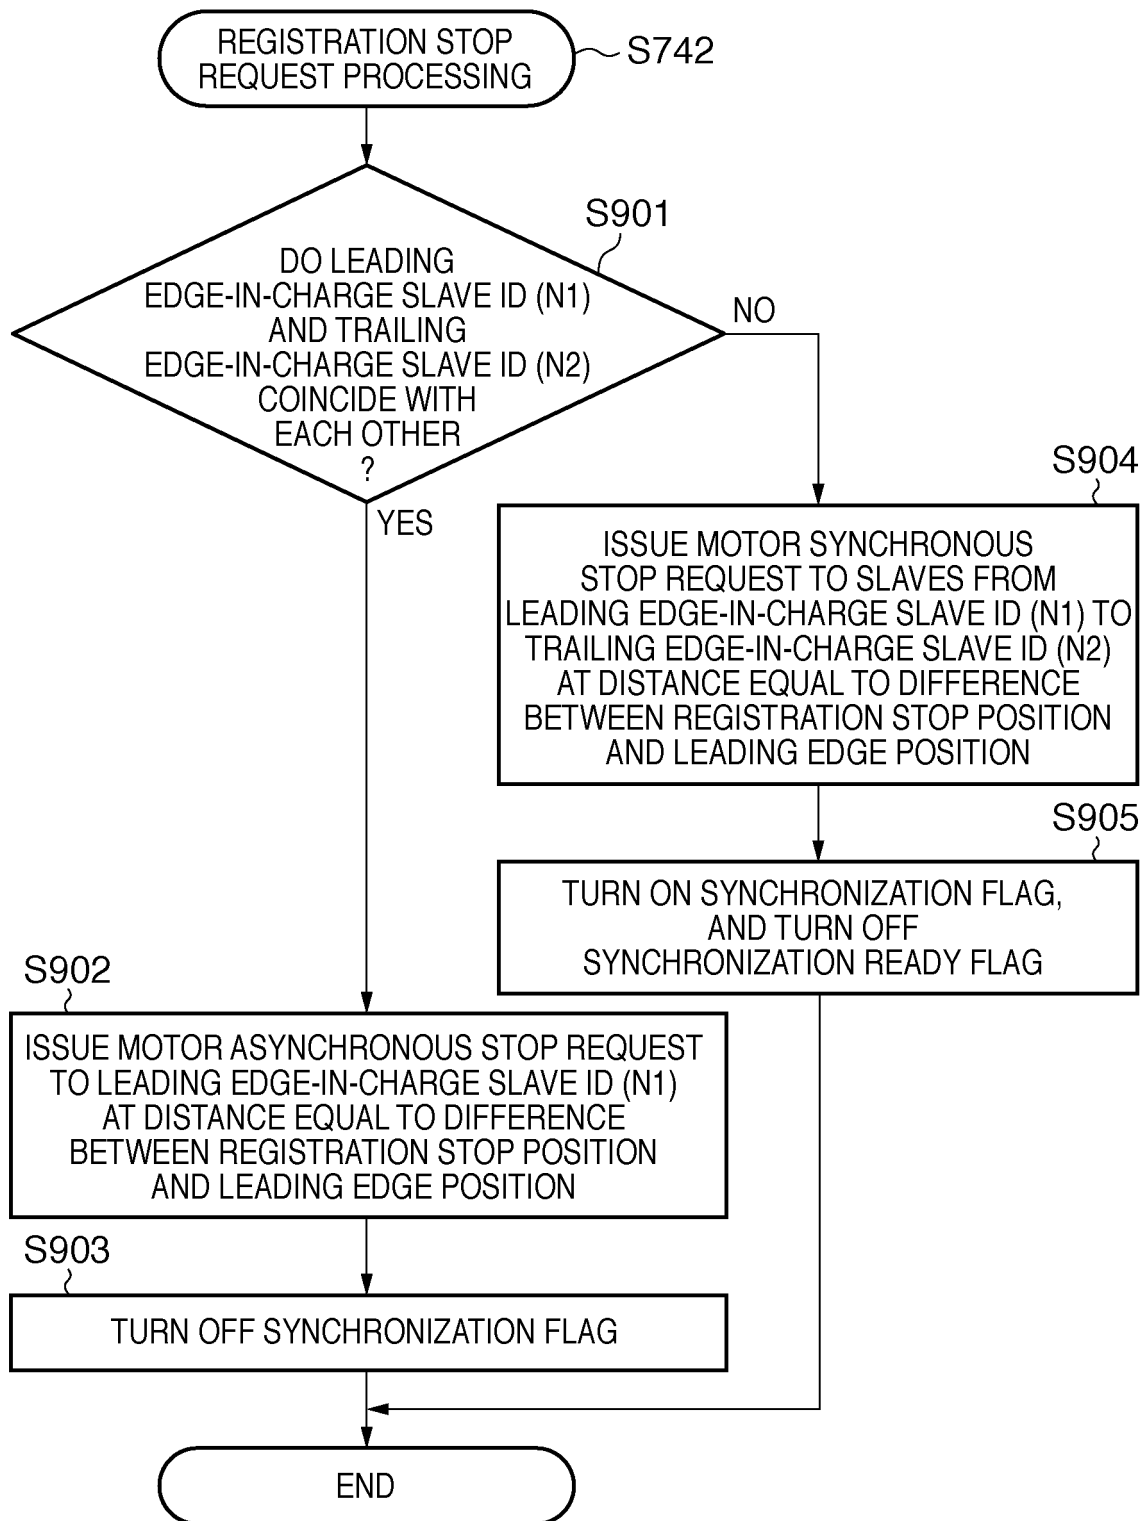 REGISTRATION STOP
REQUEST PROCESSING
S742
S901
DO LEADING
EDGE-IN-CHARGE SLAVE ID (N1)
AND TRAILING
EDGE-IN-CHARGE SLAVE ID (N2)
COINCIDE WITH
EACH OTHER
?
NO
YES
S904
ISSUE MOTOR SYNCHRONOUS
STOP REQUEST TO SLAVES FROM
LEADING EDGE-IN-CHARGE SLAVE ID (N1) TO
TRAILING EDGE-IN-CHARGE SLAVE ID (N2)
AT DISTANCE EQUAL TO DIFFERENCE
BETWEEN REGISTRATION STOP POSITION
AND LEADING EDGE POSITION
S905
TURN ON SYNCHRONIZATION FLAG,
AND TURN OFF
SYNCHRONIZATION READY FLAG
S902
ISSUE MOTOR ASYNCHRONOUS STOP REQUEST
TO LEADING EDGE-IN-CHARGE SLAVE ID (N1)
AT DISTANCE EQUAL TO DIFFERENCE
BETWEEN REGISTRATION STOP POSITION
AND LEADING EDGE POSITION
S903
TURN OFF SYNCHRONIZATION FLAG
END